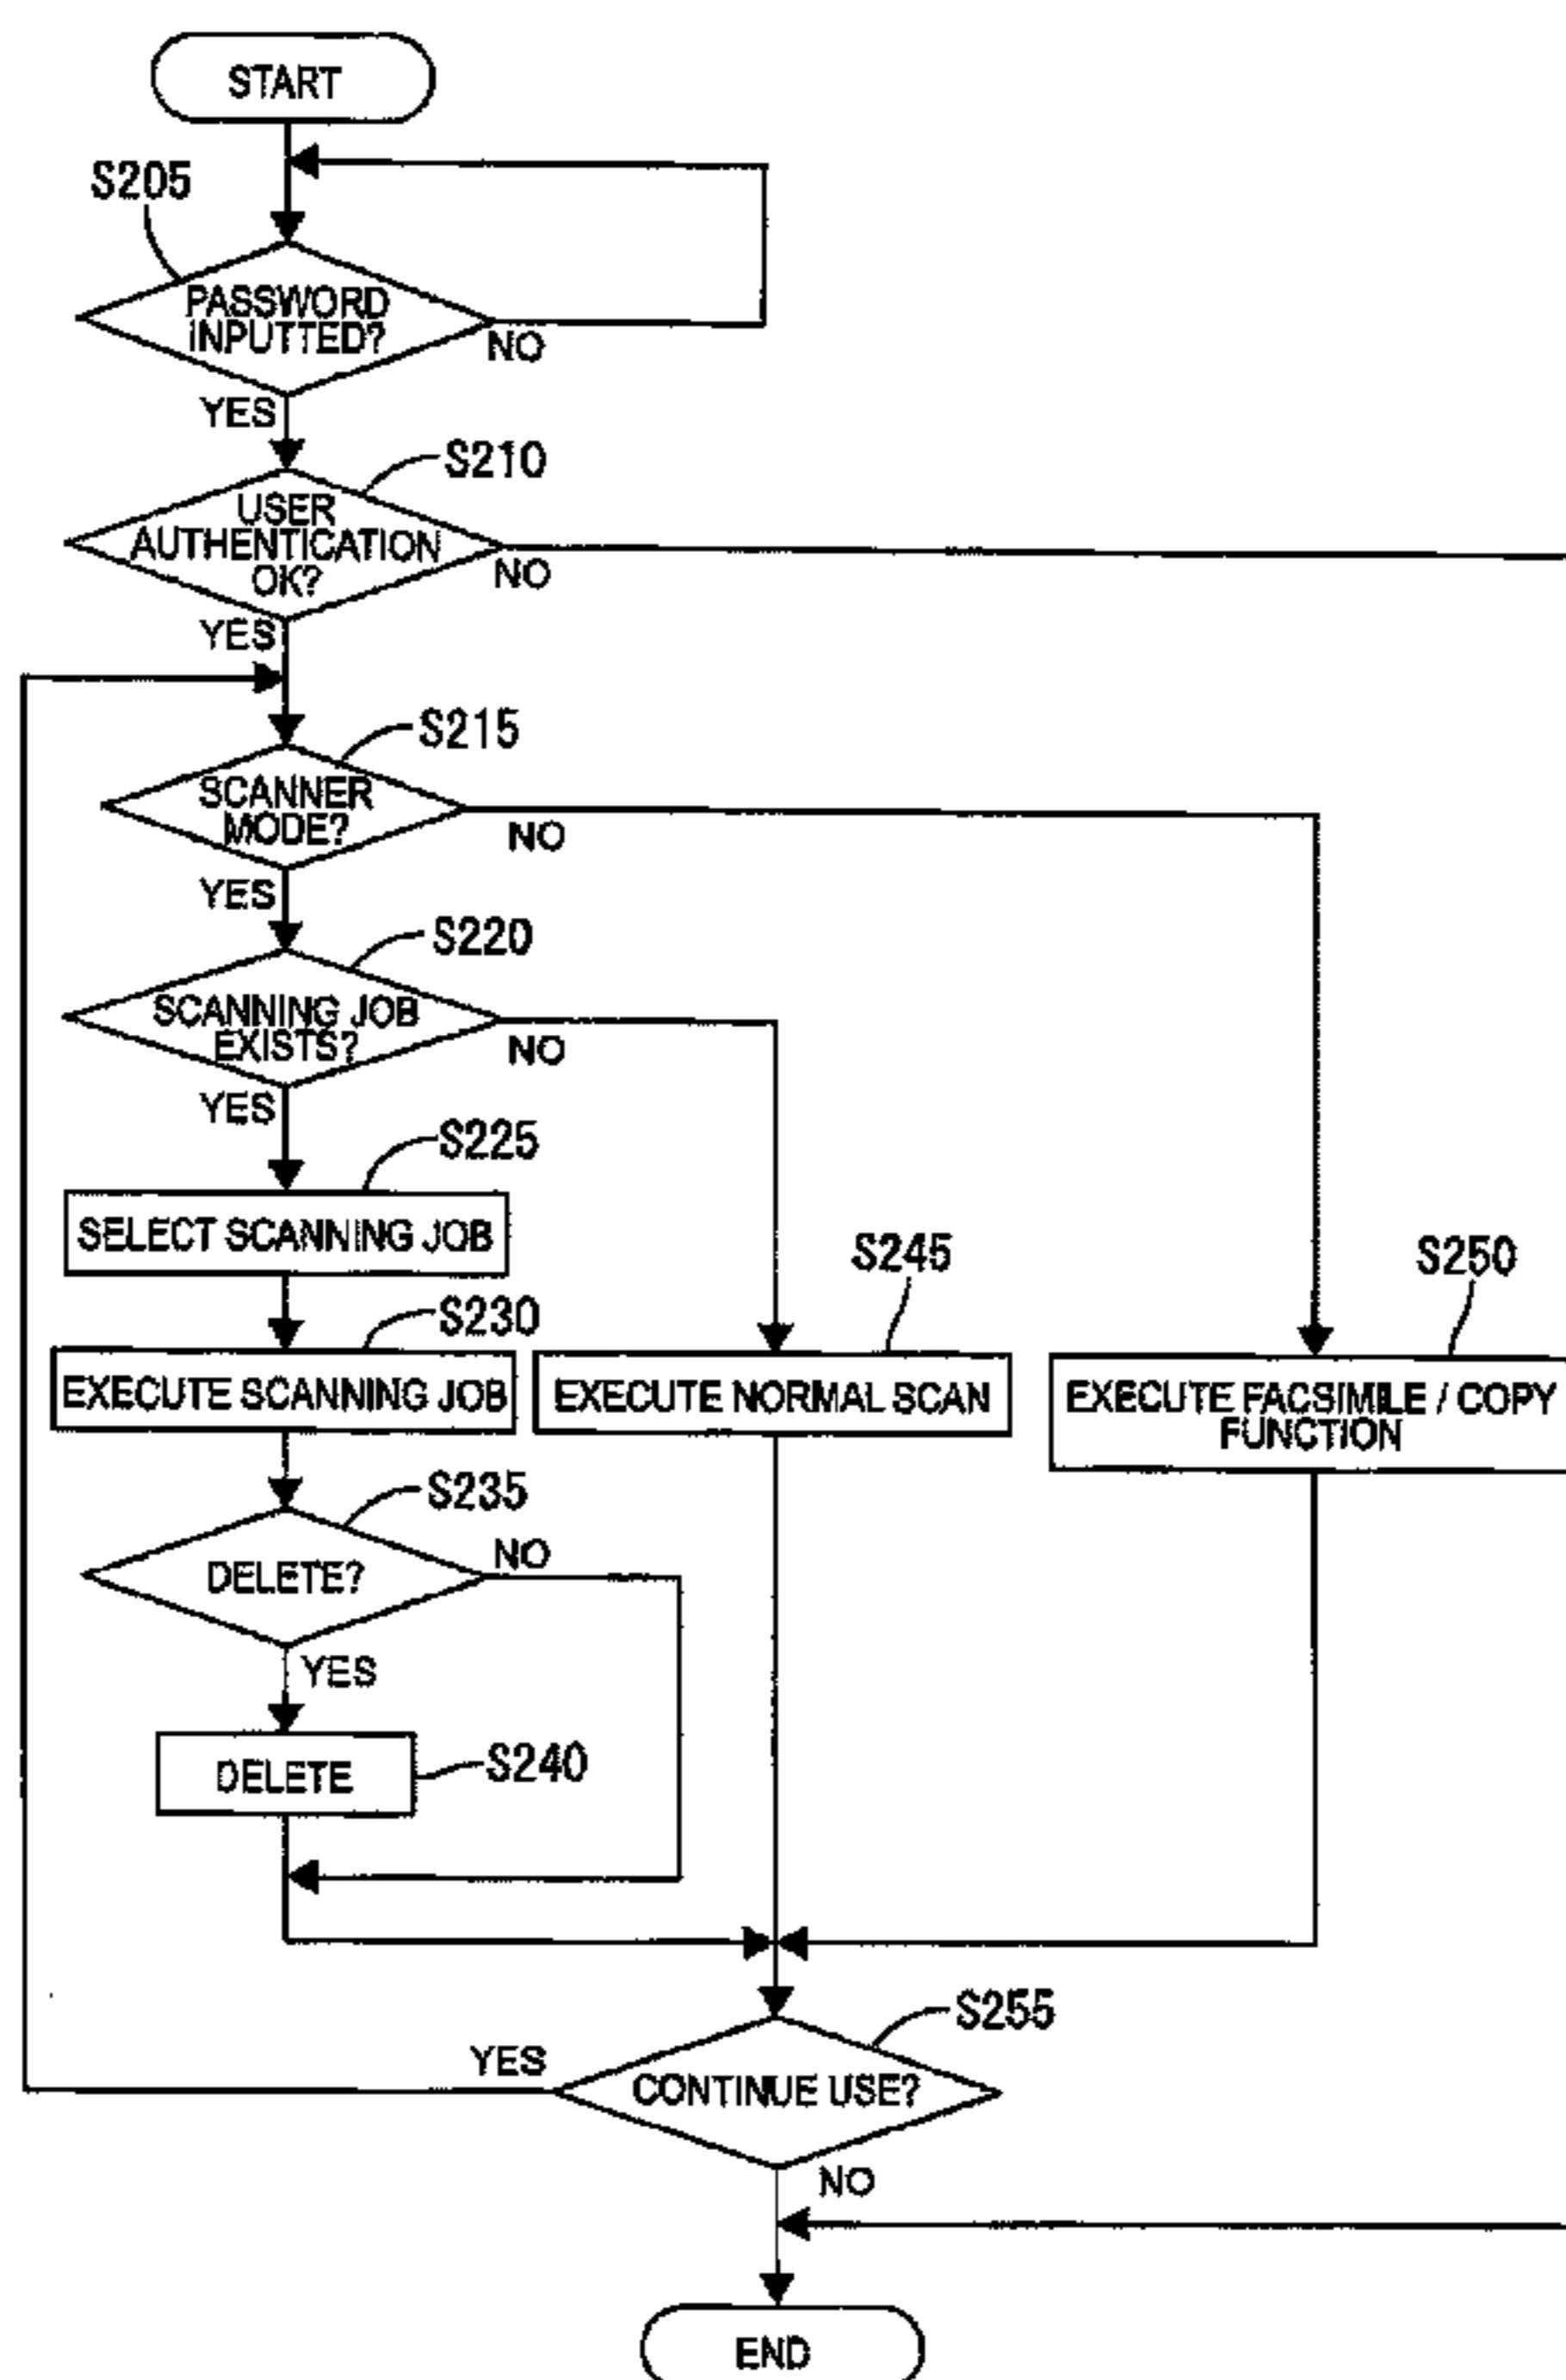 START
S205
PASSWORD
INPUTTED?
NO
YES
S210
USER
AUTHENTICATION
OK?
NO
YES
S215
SCANNER
MODE?
NO
YES
S220
SCANNING JOB
EXISTS?
NO
YES
S225
SELECT SCANNING JOB
S245
S250
S230
EXECUTE SCANNING JOB
EXECUTE NORMAL SCAN
EXECUTE FACSIMILE / COPY
FUNCTION
S235
DELETE?
NO
YES
DELETE
S240
S255
YES
CONTINUE USE?
NO
END